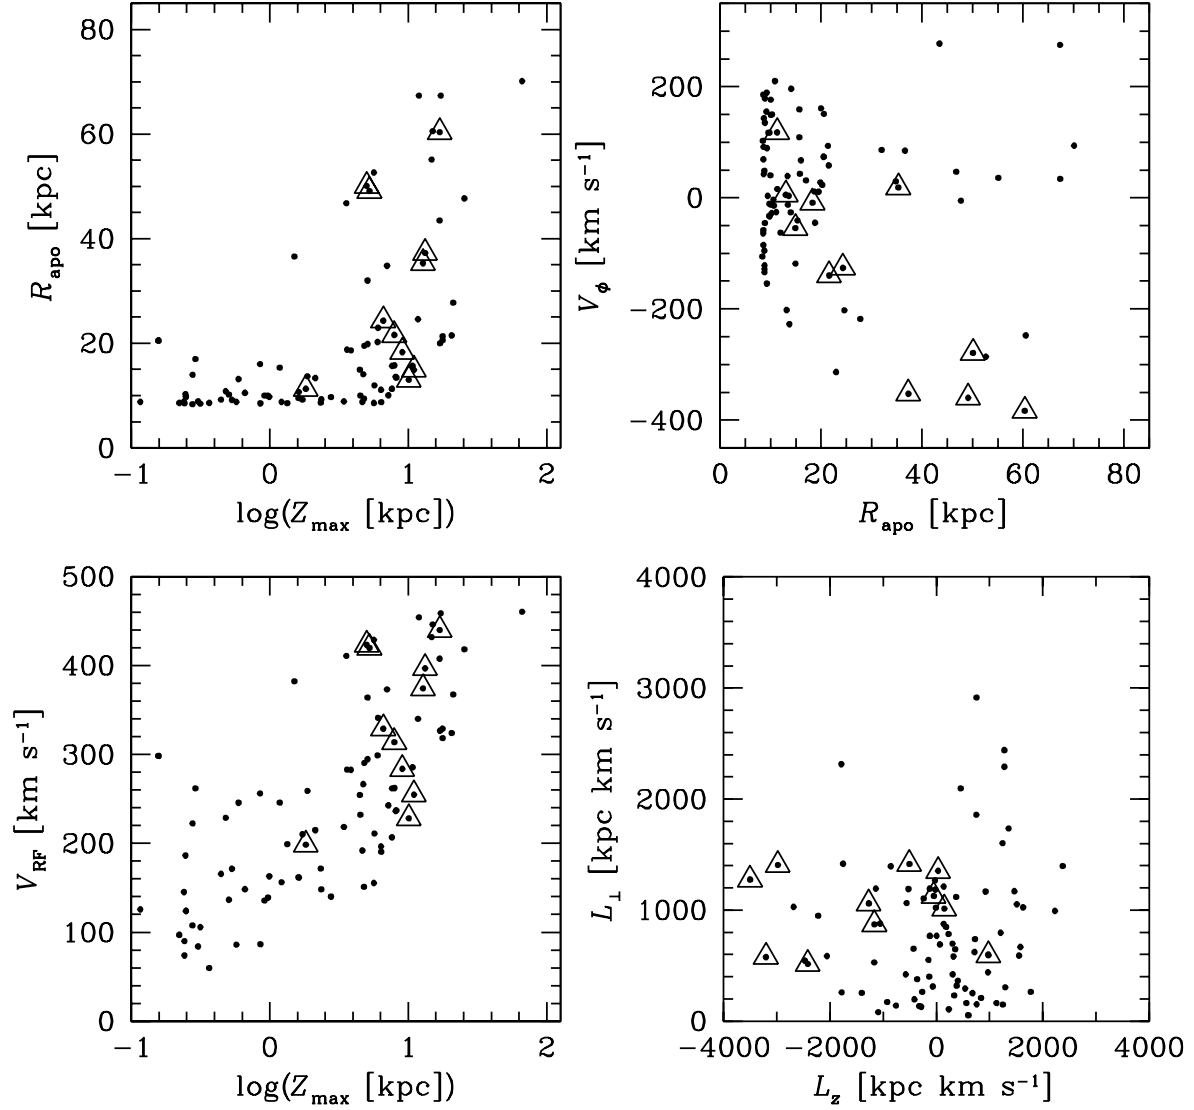 80
60
40
20
0
R_apo [kpc]
−1 0 1 2
log(Z_max [kpc])
200
0
−200
−400
V_ϕ [km s⁻¹]
0 20 40 60 80
R_apo [kpc]
500
400
300
200
100
0
V_RF [km s⁻¹]
−1 0 1 2
log(Z_max [kpc])
4000
3000
2000
1000
0
L_⊥ [kpc km s⁻¹]
−4000 −2000 0 2000 4000
L_z [kpc km s⁻¹]